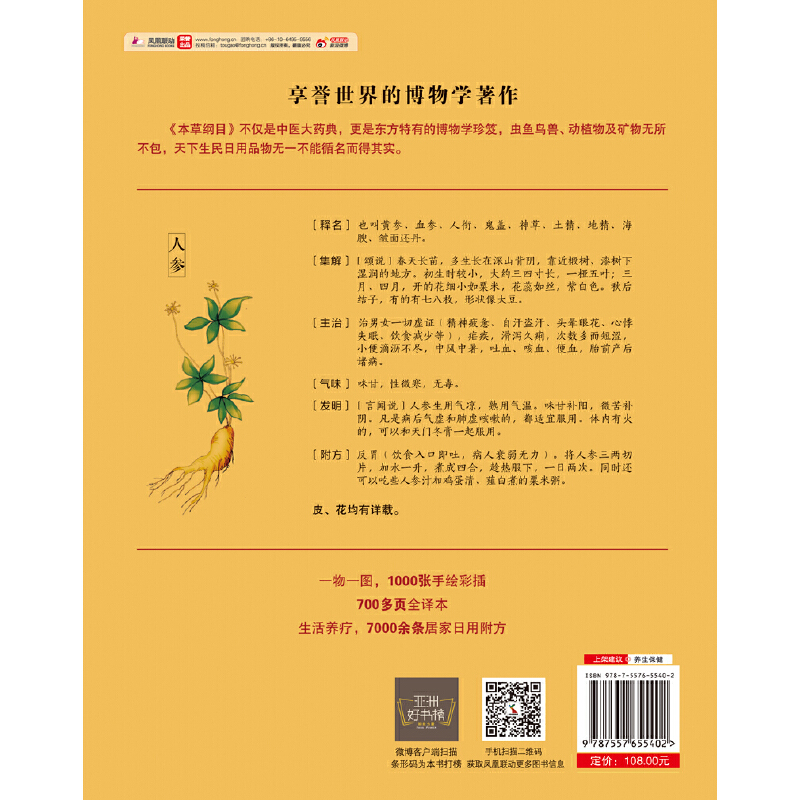 凤凰联动
FONGHONG BOOKS
荣誉出品
www.fonghong.cn 团购电话：+86-10-6406-0556
投稿信箱：tougao@fonghong.cn 版权所有，翻版必究
凤凰联动
新浪微博
享誉世界的博物学著作
《本草纲目》不仅是中医大药典，更是东方特有的博物学珍笈，虫鱼鸟兽、动植物及矿物无所
不包，天下生民日用品物无一不能循名而得其实。
人参
[释名] 也叫黄参、血参、人衔、鬼盖、神草、土精、地精、海
腴、皱面还丹。
[集解] [颂说] 春天长苗，多生长在深山背阴，靠近椴树、漆树下
湿润的地方。初生时较小，大约三四寸长，一桠五叶；三
月、四月，开的花细小如粟米，花蕊如丝，紫白色。秋后
结子，有的有七八枝，形状像大豆。
[主治] 治男女一切虚证（精神疲惫、自汗盗汗、头晕眼花、心悸
失眠、饮食减少等），疟疾，滑泻久痢，次数多而短涩，
小便滴沥不尽，中风中暑，吐血、咳血、便血，胎前产后
诸病。
[气味] 味甘，性微寒，无毒。
[发明] [言闻说] 人参生用气凉，熟用气温。味甘补阳，微苦补
阴。凡是病后气虚和肺虚咳嗽的，都适宜服用。体内有火
的，可以和天门冬膏一起服用。
[附方] 反胃（饮食入口即吐，病人衰弱无力）。将人参三两切
片，加水一升，煮成四合，趁热服下，一日两次。同时还
可以吃些人参汁加鸡蛋清、薤白煮的粟米粥。
皮、花均有详载。
一物一图，1000张手绘彩插
700多页全译本
生活养疗，7000余条居家日用附方
亚洲
好书榜
微博客户端扫描
条形码为本书打榜
手机扫描二维码
获取凤凰联动更多图书信息
上架建议 养生保健
ISBN 978-7-5576-5540-2
9 787557 655402 >
定价：108.00元